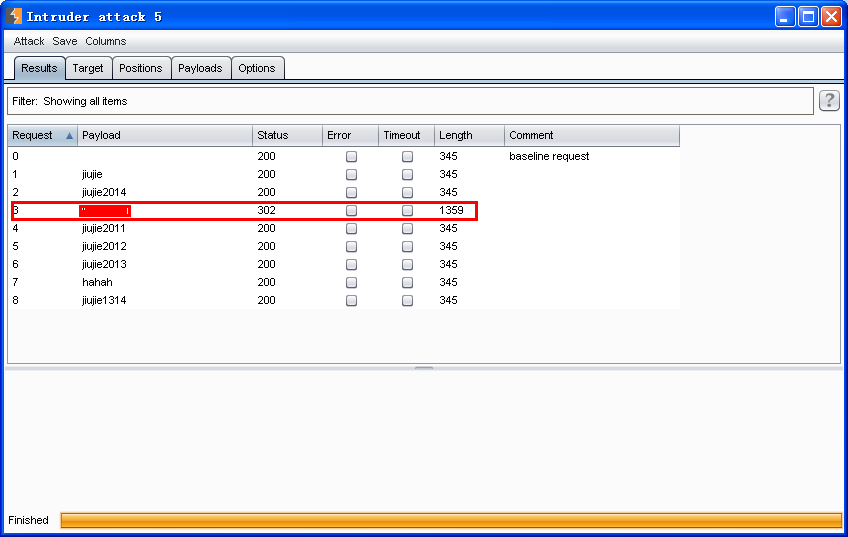 Intruder attack 5
Attack Save Columns
Results Target Positions Payloads Options
Filter: Showing all items ?
Request Payload Status Error Timeout Length Comment
0 200 345 baseline request
1 jiujie 200 345
2 jiujie2014 200 345
3 302 1359
4 jiujie2011 200 345
5 jiujie2012 200 345
6 jiujie2013 200 345
7 hahah 200 345
8 jiujie1314 200 345
Finished